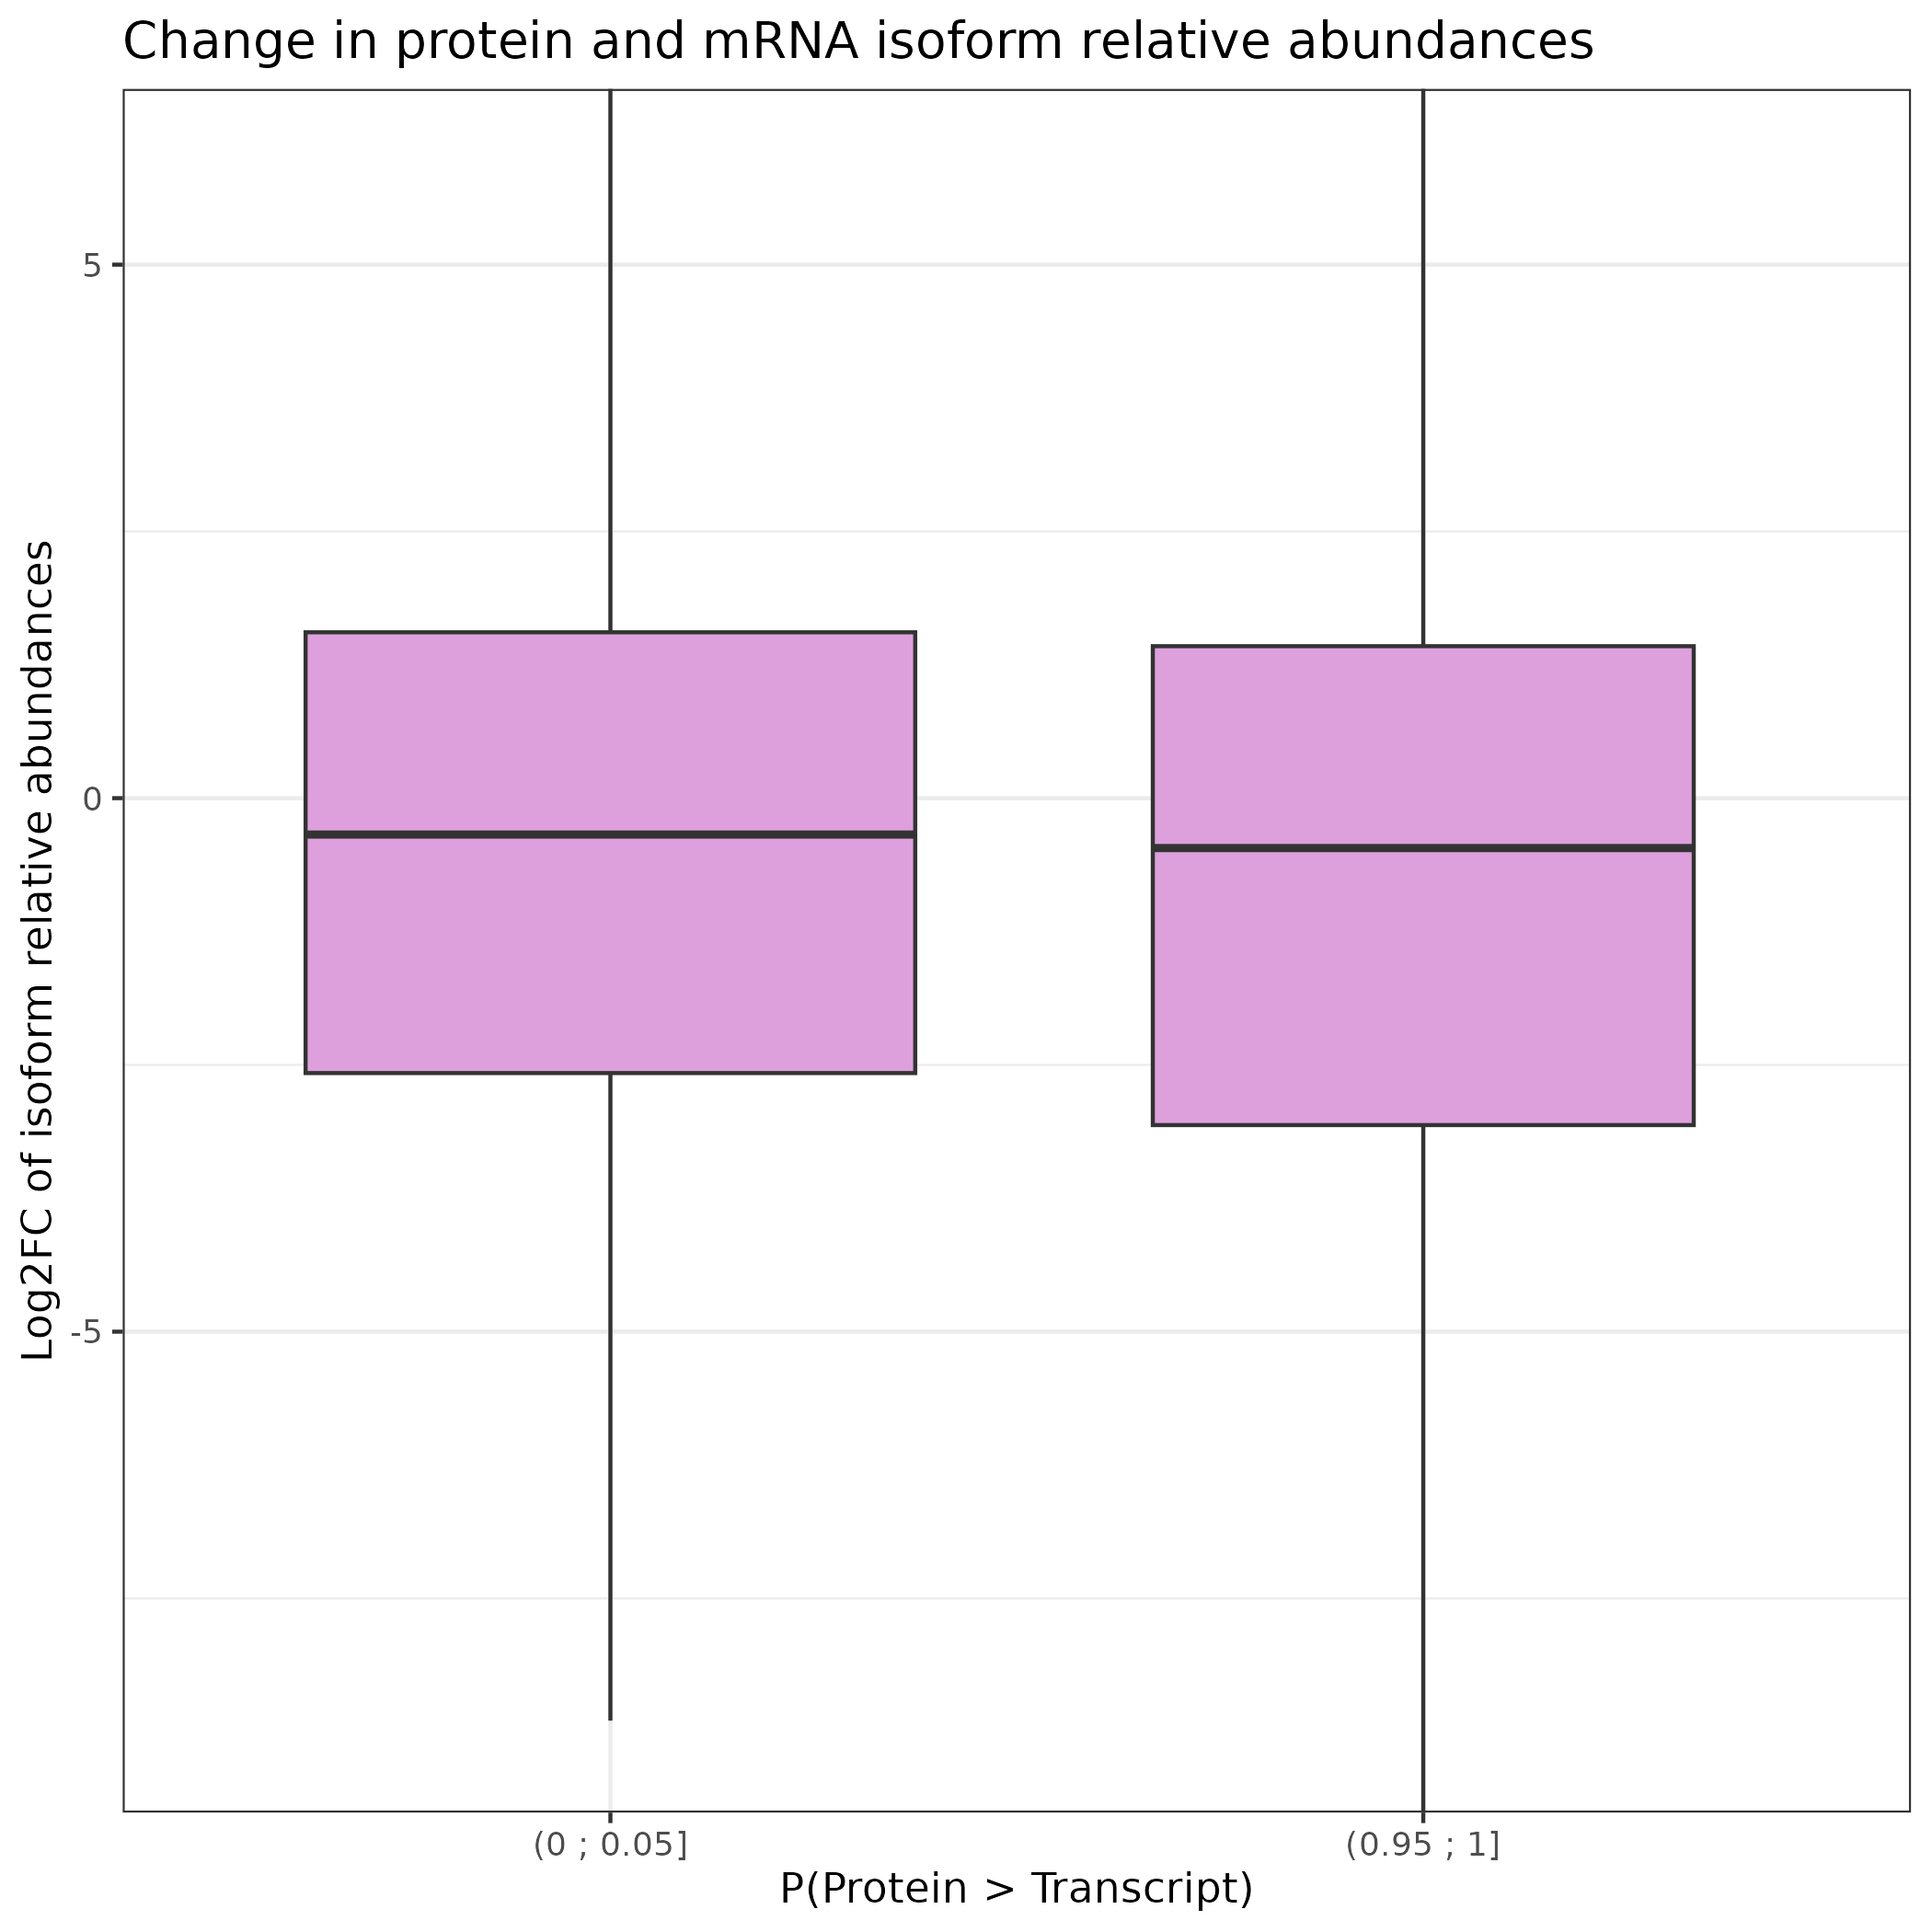 Change in protein and mRNA isoform relative abundances
Log2FC of isoform relative abundances
5
0
-5
(0 ; 0.05]
(0.95 ; 1]
P(Protein > Transcript)